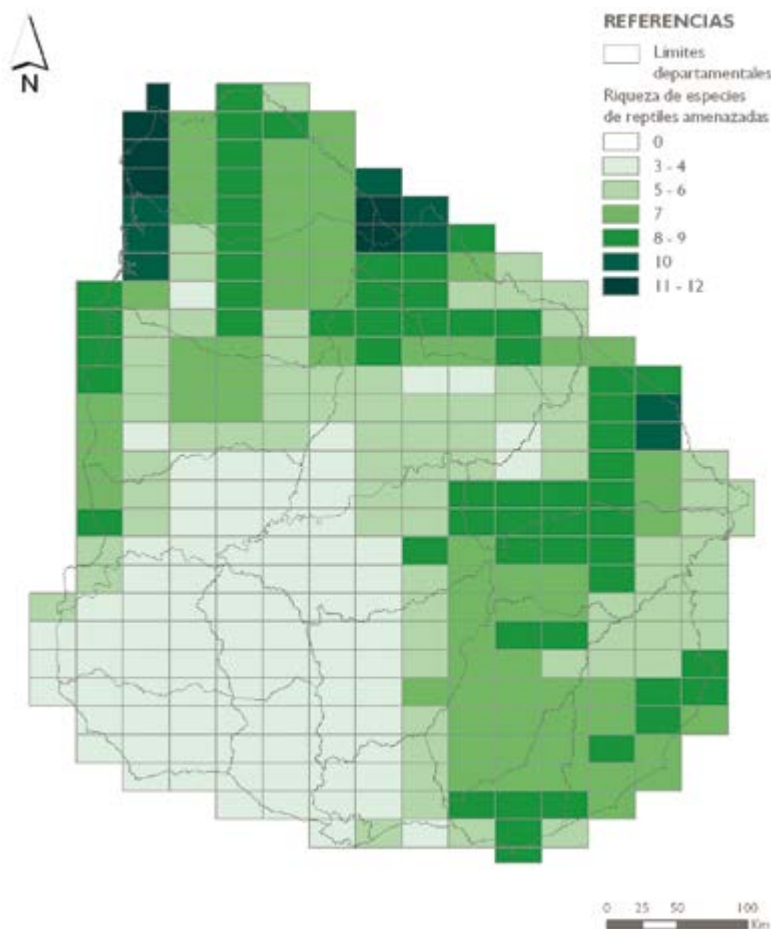 N
REFERENCIAS
Límites
departamentales
Riqueza de especies
de reptiles amenazadas
0
3 - 4
5 - 6
7
8 - 9
10
11 - 12
0 25 50 100
Km